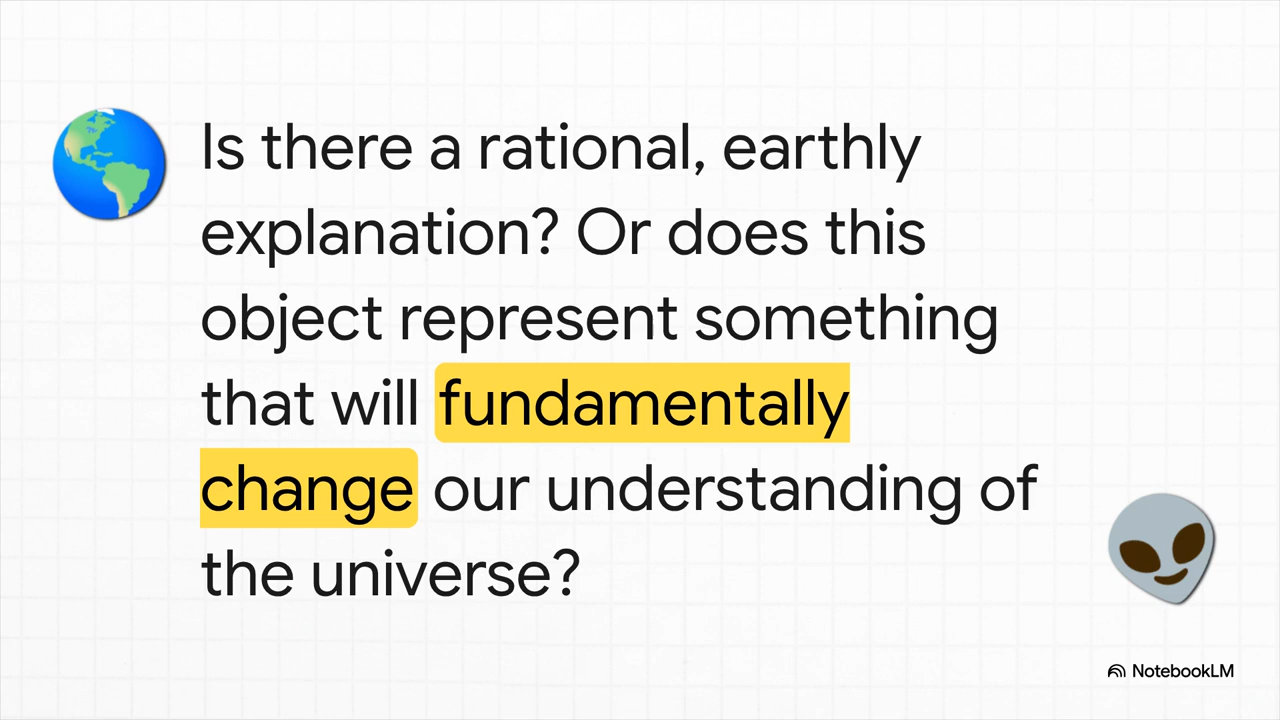 Is there a rational, earthly
explanation? Or does this
object represent something
that will fundamentally
change our understanding of
the universe?
NotebookLM